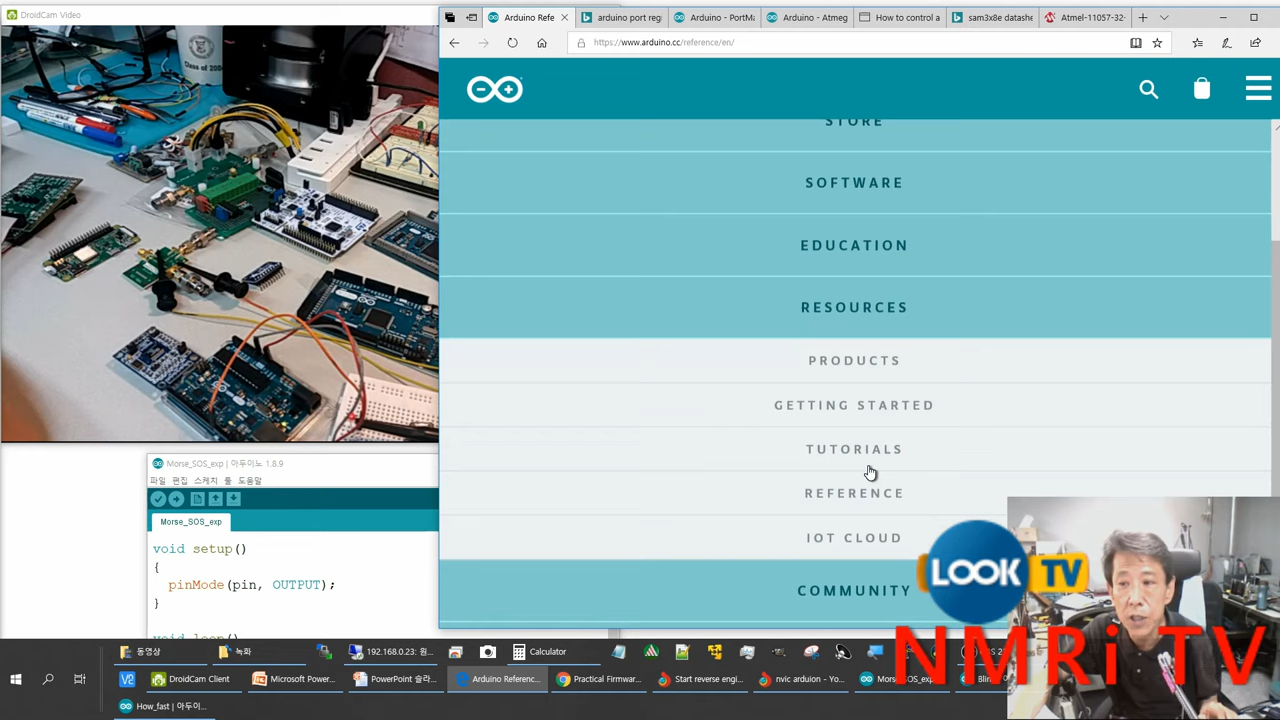 DroidCam Video
Class of 200
Arduino Refe
arduino port reg
Arduino - PortMa
Arduino - Atmeg
How to control a
sam3x8e datashe
Atmel-11057-32-
https://www.arduino.cc/reference/en/
STORE
SOFTWARE
EDUCATION
RESOURCES
PRODUCTS
GETTING STARTED
TUTORIALS
REFERENCE
IOT CLOUD
COMMUNITY
Morse_SOS_exp | 아두이노 1.8.9
파일 편집 스케치 툴 도움말
Morse_SOS_exp
void setup()
{
pinMode(pin, OUTPUT);
}
void loop()
LOOK TV
NMRi TV
동영상
녹화
192.168.0.23: 원...
Calculator
DroidCam Client
Microsoft Power...
PowerPoint 슬라...
Arduino Referenc...
Practical Firmwar...
Start reverse engi...
nvic arduion - Yo...
Morse_SOS_exp...
How_fast | 아두이...